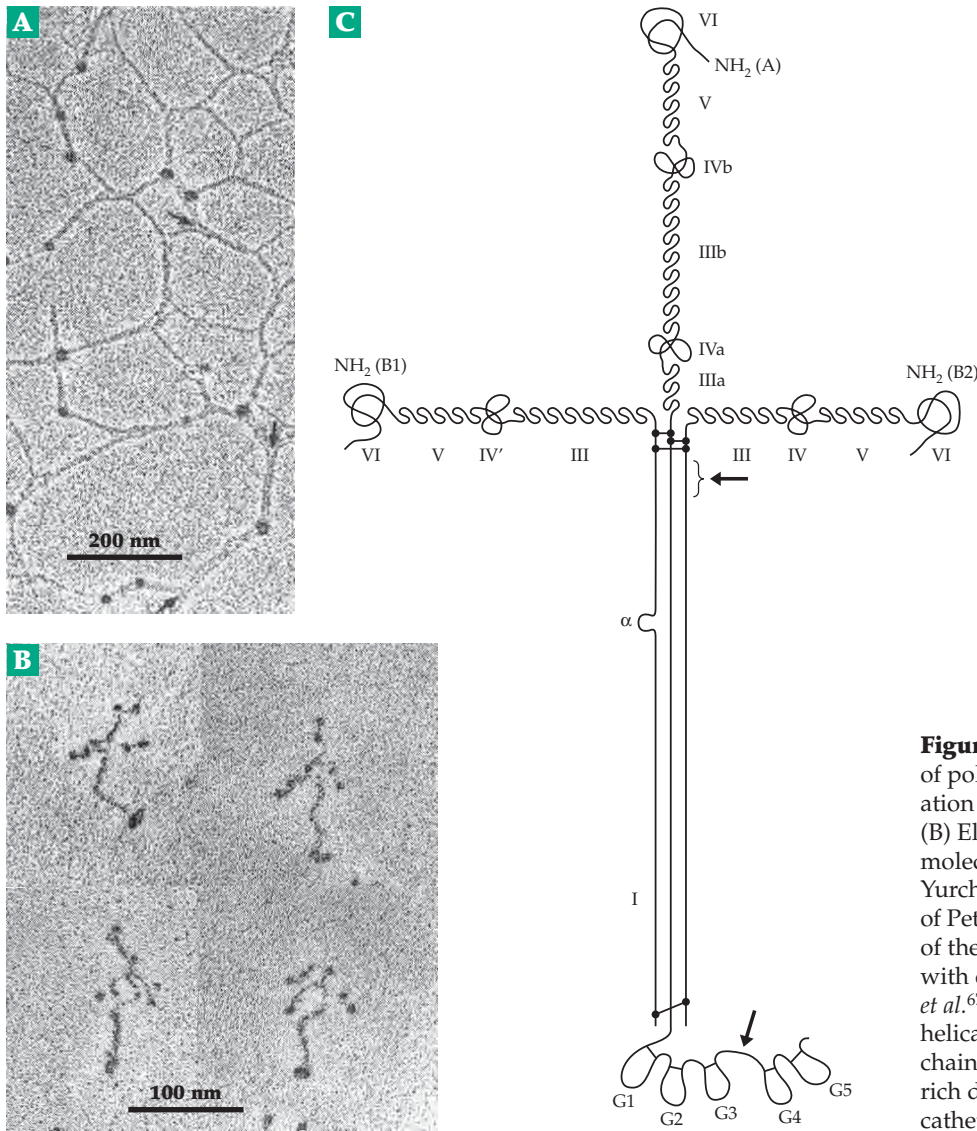 A
200 nm
B
100 nm
C
VI
NH2 (A)
V
IVb
IIIb
IVa
IIIa
NH2 (B1)
NH2 (B2)
VI V IV' III III IV V VI
α
I
G1 G2 G3 G4 G5
Figur
of pol
ation
(B) El
molec
Yurch
of Pet
of the
with
et al.
helica
chain
rich d
cathe